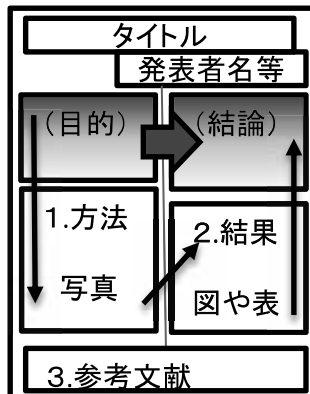 タイトル
発表者名等
（目的）
（結論）
1.方法
写真
2.結果
図や表
3.参考文献